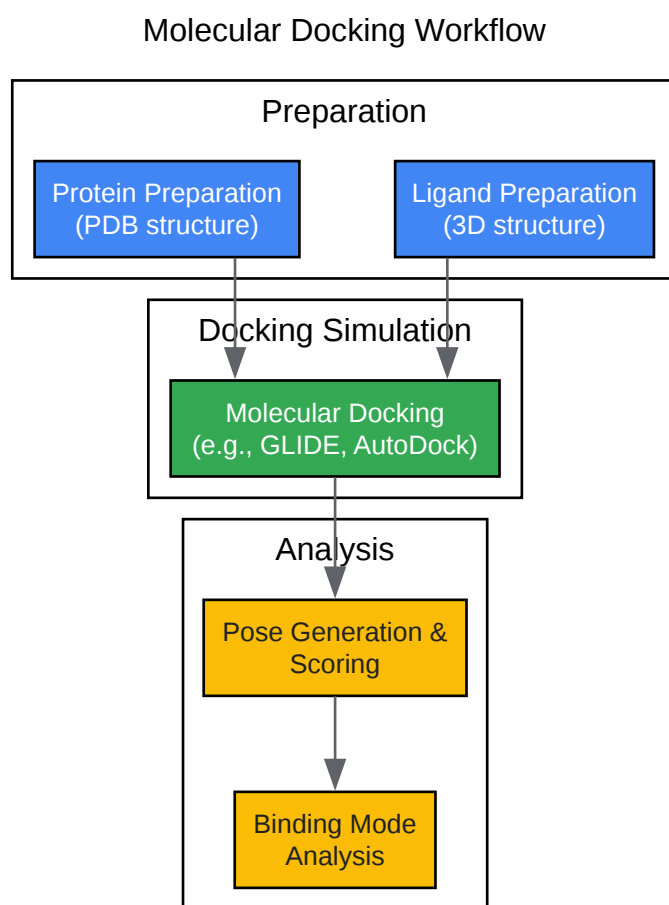 Molecular Docking Workflow
Preparation
Protein Preparation
(PDB structure)
Ligand Preparation
(3D structure)
Docking Simulation
Molecular Docking
(e.g., GLIDE, AutoDock)
Analysis
Pose Generation &
Scoring
Binding Mode
Analysis